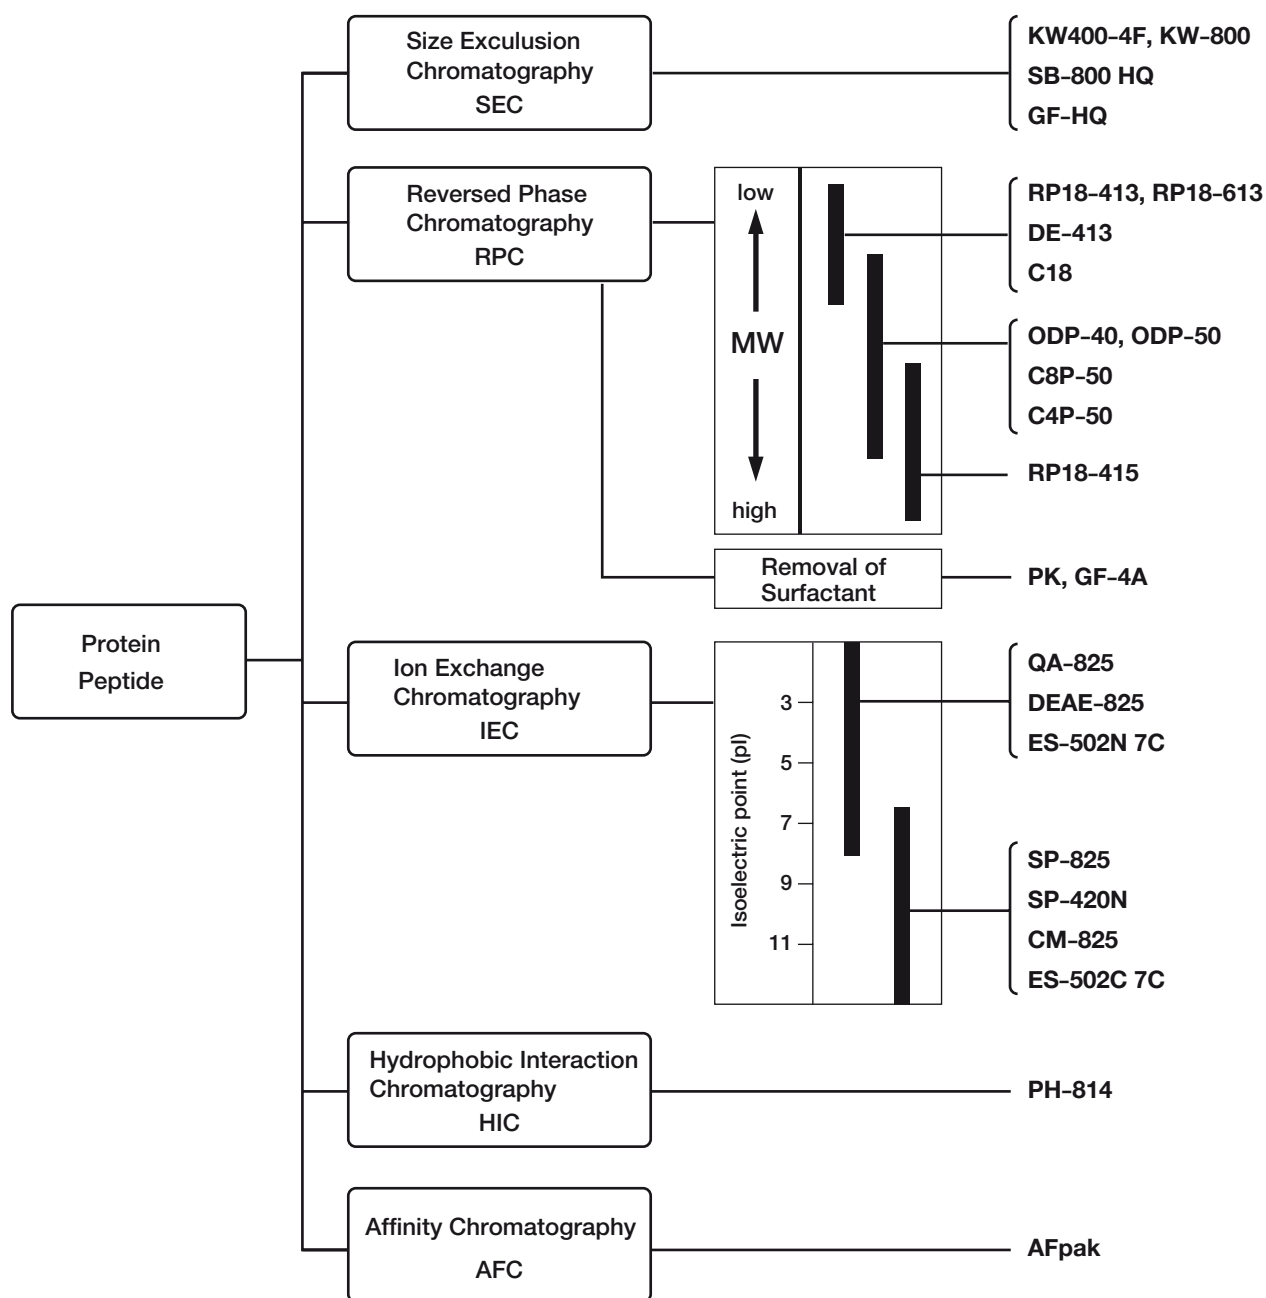 Protein
Peptide
Size Exculusion
Chromatography
SEC
KW400-4F, KW-800
SB-800 HQ
GF-HQ
Reversed Phase
Chromatography
RPC
low
MW
high
RP18-413, RP18-613
DE-413
C18
ODP-40, ODP-50
C8P-50
C4P-50
RP18-415
Removal of
Surfactant
PK, GF-4A
Ion Exchange
Chromatography
IEC
Isoelectric point (pI)
3
5
7
9
11
QA-825
DEAE-825
ES-502N 7C
SP-825
SP-420N
CM-825
ES-502C 7C
Hydrophobic Interaction
Chromatography
HIC
PH-814
Affinity Chromatography
AFC
AFpak